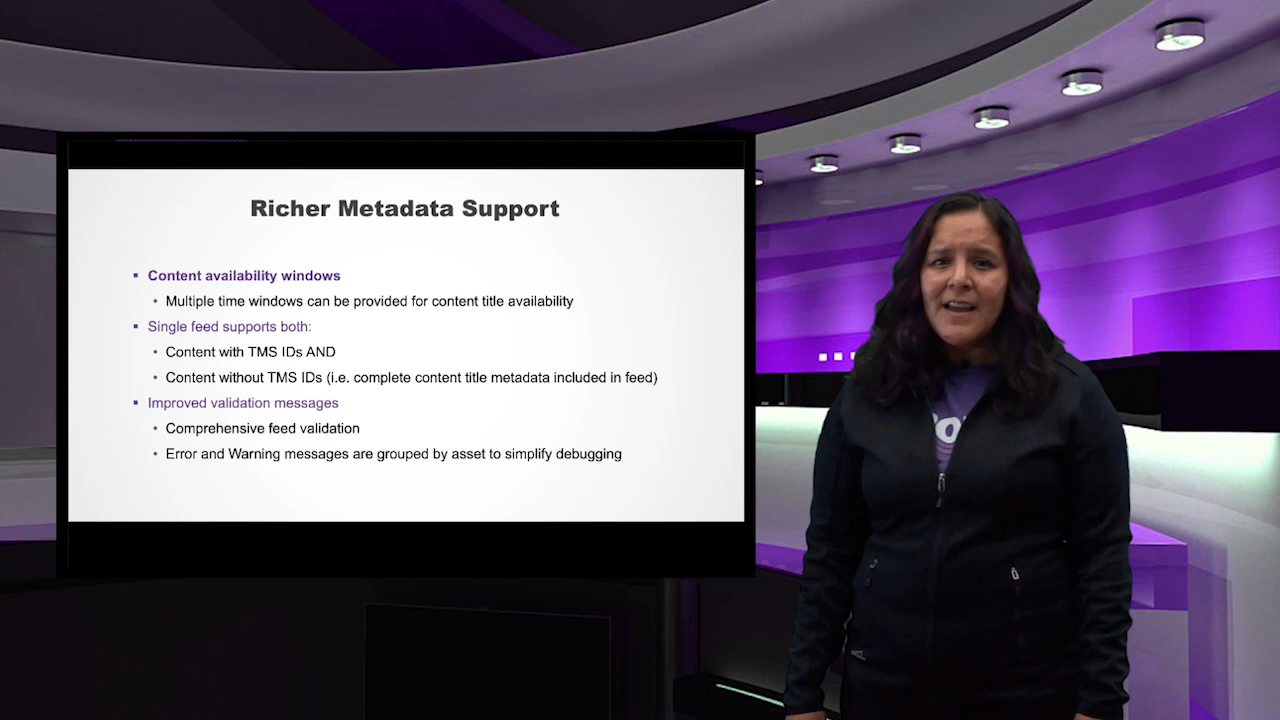 Richer Metadata Support
▪ Content availability windows
• Multiple time windows can be provided for content title availability
▪ Single feed supports both:
• Content with TMS IDs AND
• Content without TMS IDs (i.e. complete content title metadata included in feed)
▪ Improved validation messages
• Comprehensive feed validation
• Error and Warning messages are grouped by asset to simplify debugging